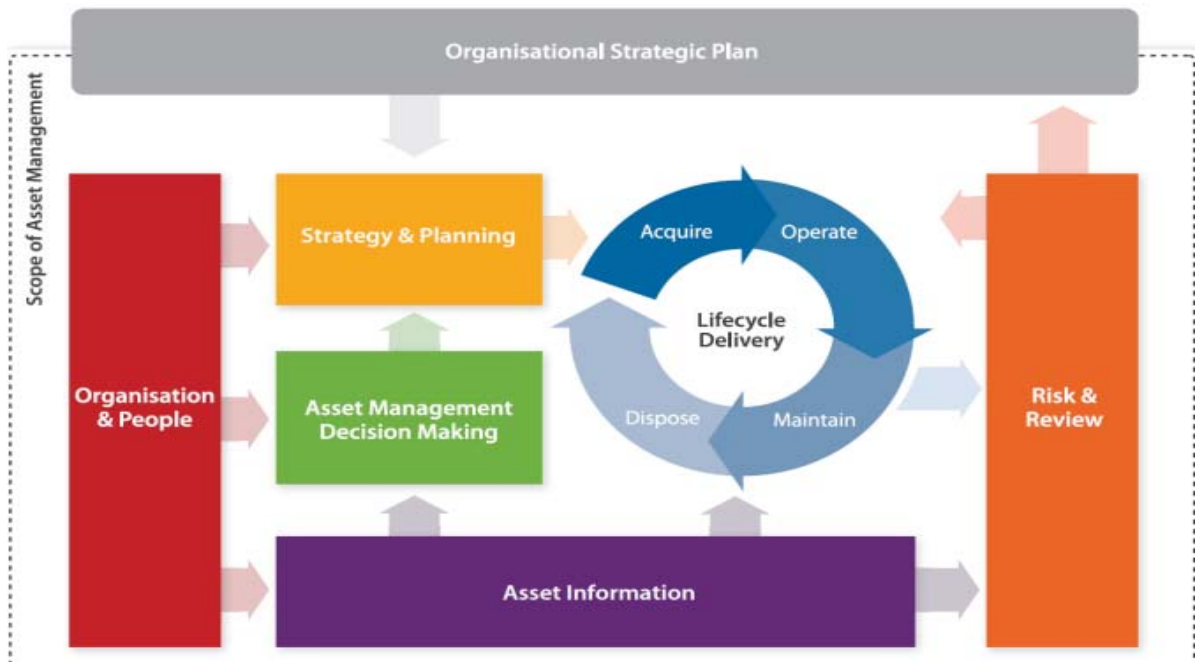 Organisational Strategic Plan
Scope of Asset Management
Strategy & Planning
Acquire
Operate
Lifecycle
Delivery
Organisation
& People
Asset Management
Decision Making
Dispose
Maintain
Risk &
Review
Asset Information